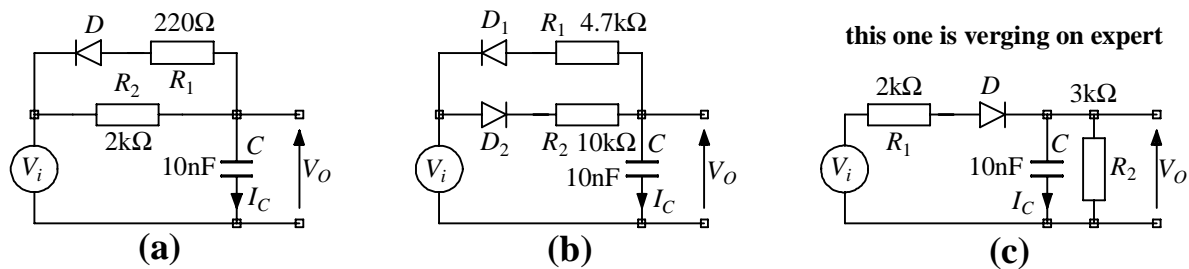 D 220Ω
R1
R2
2kΩ
Vi
C
10nF
IC
VO
(a)
D1 R1 4.7kΩ
D2 R2 10kΩ
Vi
C
10nF
IC
VO
(b)
this one is verging on expert
2kΩ D 3kΩ
R1
Vi
C
10nF
R2
IC
VO
(c)